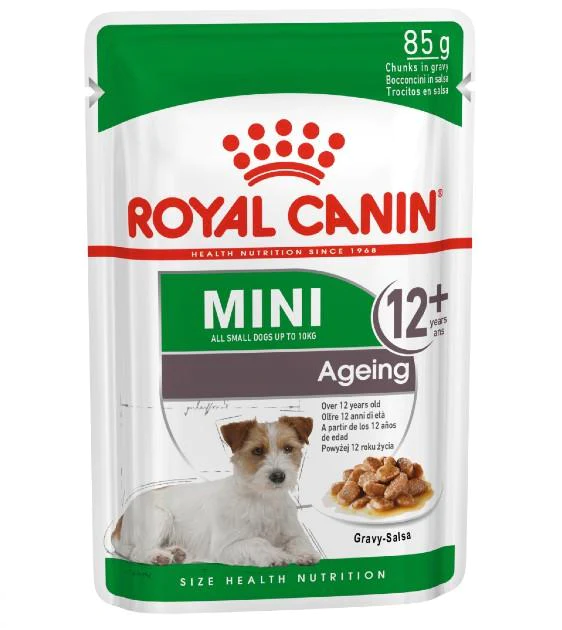 85 g
Chunks in gravy
Bocconcini in salsa
Trocitos en salsa
ROYAL CANIN®
HEALTH NUTRITION SINCE 1968
MINI
ALL SMALL DOGS UP TO 10KG
12+
years
ans
Ageing
Over 12 years old
Oltre 12 anni di età
A partir de los 12 años
de edad
Powyżej 12 roku życia
Gravy-Salsa
SIZE HEALTH NUTRITION